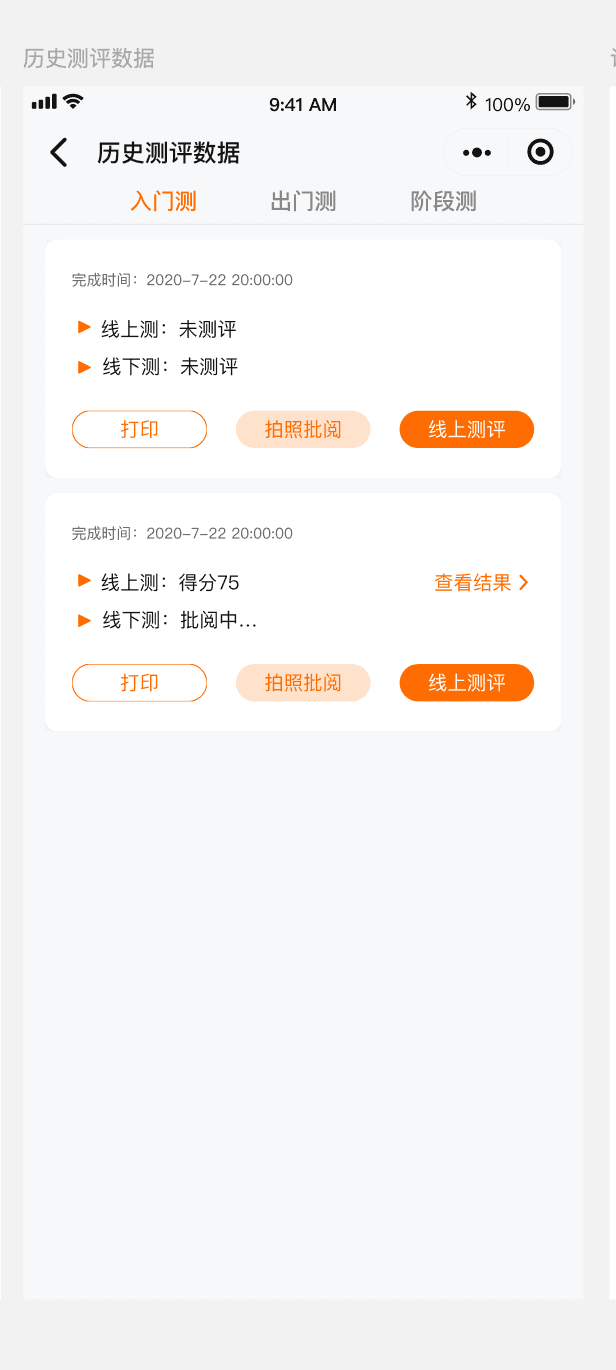 历史测评数据
9:41 AM
100%
历史测评数据
入门测
出门测
阶段测
完成时间：2020-7-22 20:00:00
线上测：未测评
线下测：未测评
打印
拍照批阅
线上测评
完成时间：2020-7-22 20:00:00
线上测：得分75
查看结果
线下测：批阅中...
打印
拍照批阅
线上测评